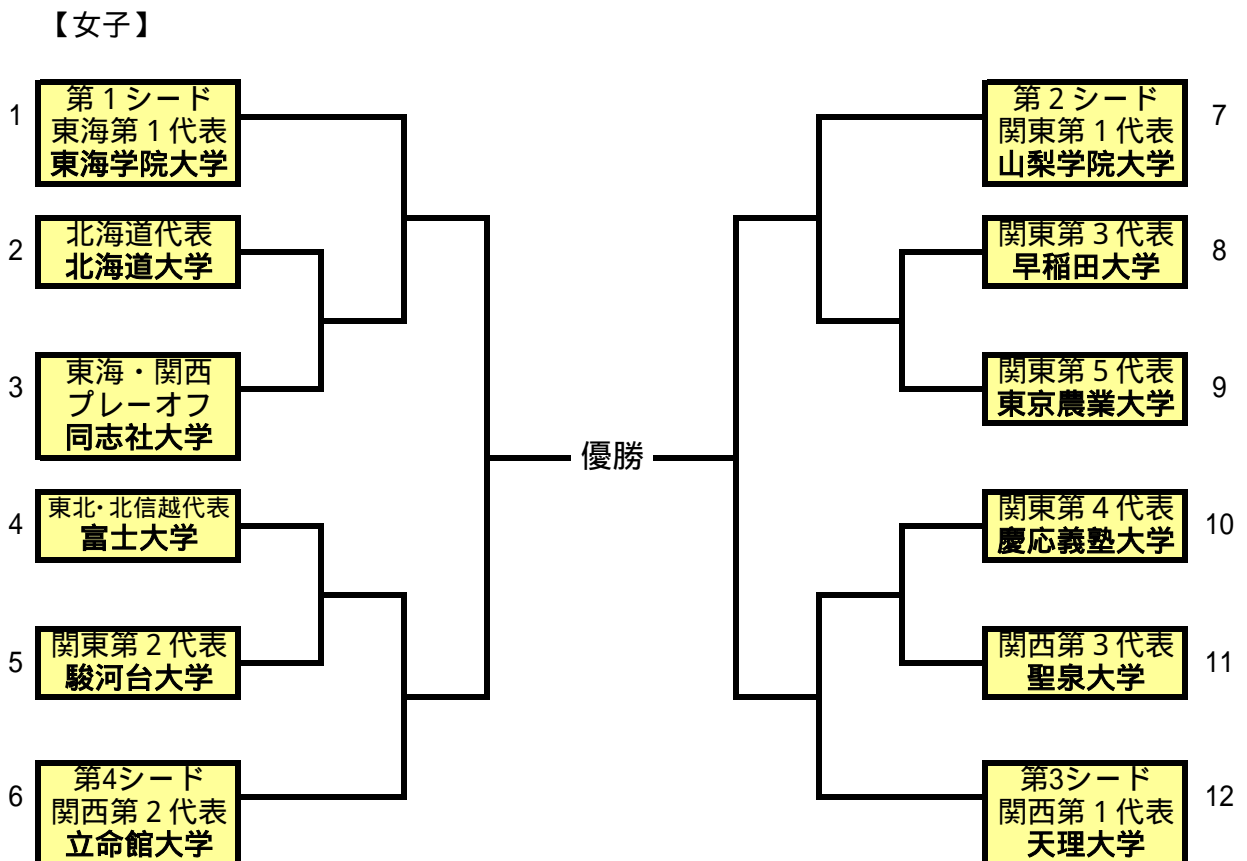 【女子】
1
第１シード
東海第１代表
東海学院大学
2
北海道代表
北海道大学
3
東海・関西
プレーオフ
同志社大学
4
東北・北信越代表
富士大学
5
関東第２代表
駿河台大学
6
第4シード
関西第２代表
立命館大学
優勝
第２シード
関東第１代表
山梨学院大学
7
関東第３代表
早稲田大学
8
関東第５代表
東京農業大学
9
関東第４代表
慶応義塾大学
10
関西第３代表
聖泉大学
11
第3シード
関西第１代表
天理大学
12